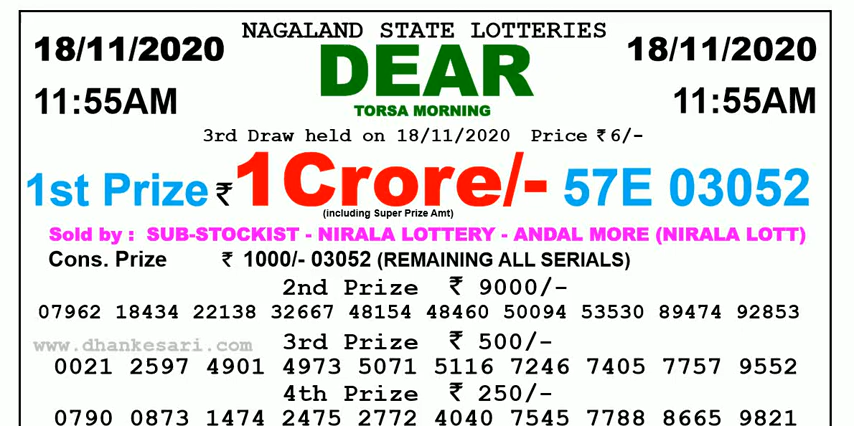 NAGALAND STATE LOTTERIES
18/11/2020 DEAR 18/11/2020
11:55AM TORSA MORNING 11:55AM
3rd Draw held on 18/11/2020 Price ₹6/-
1st Prize ₹1Crore/- 57E 03052
(including Super Prize Amt)
Sold by : SUB-STOCKIST - NIRALA LOTTERY - ANDAL MORE (NIRALA LOTT)
Cons. Prize ₹ 1000/- 03052 (REMAINING ALL SERIALS)
2nd Prize ₹ 9000/-
07962 18434 22138 32667 48154 48460 50094 53530 89474 92853
www.dhankesari.com 3rd Prize ₹ 500/-
0021 2597 4901 4973 5071 5116 7246 7405 7757 9552
4th Prize ₹ 250/-
0790 0873 1474 2475 2772 4040 7545 7788 8665 9821